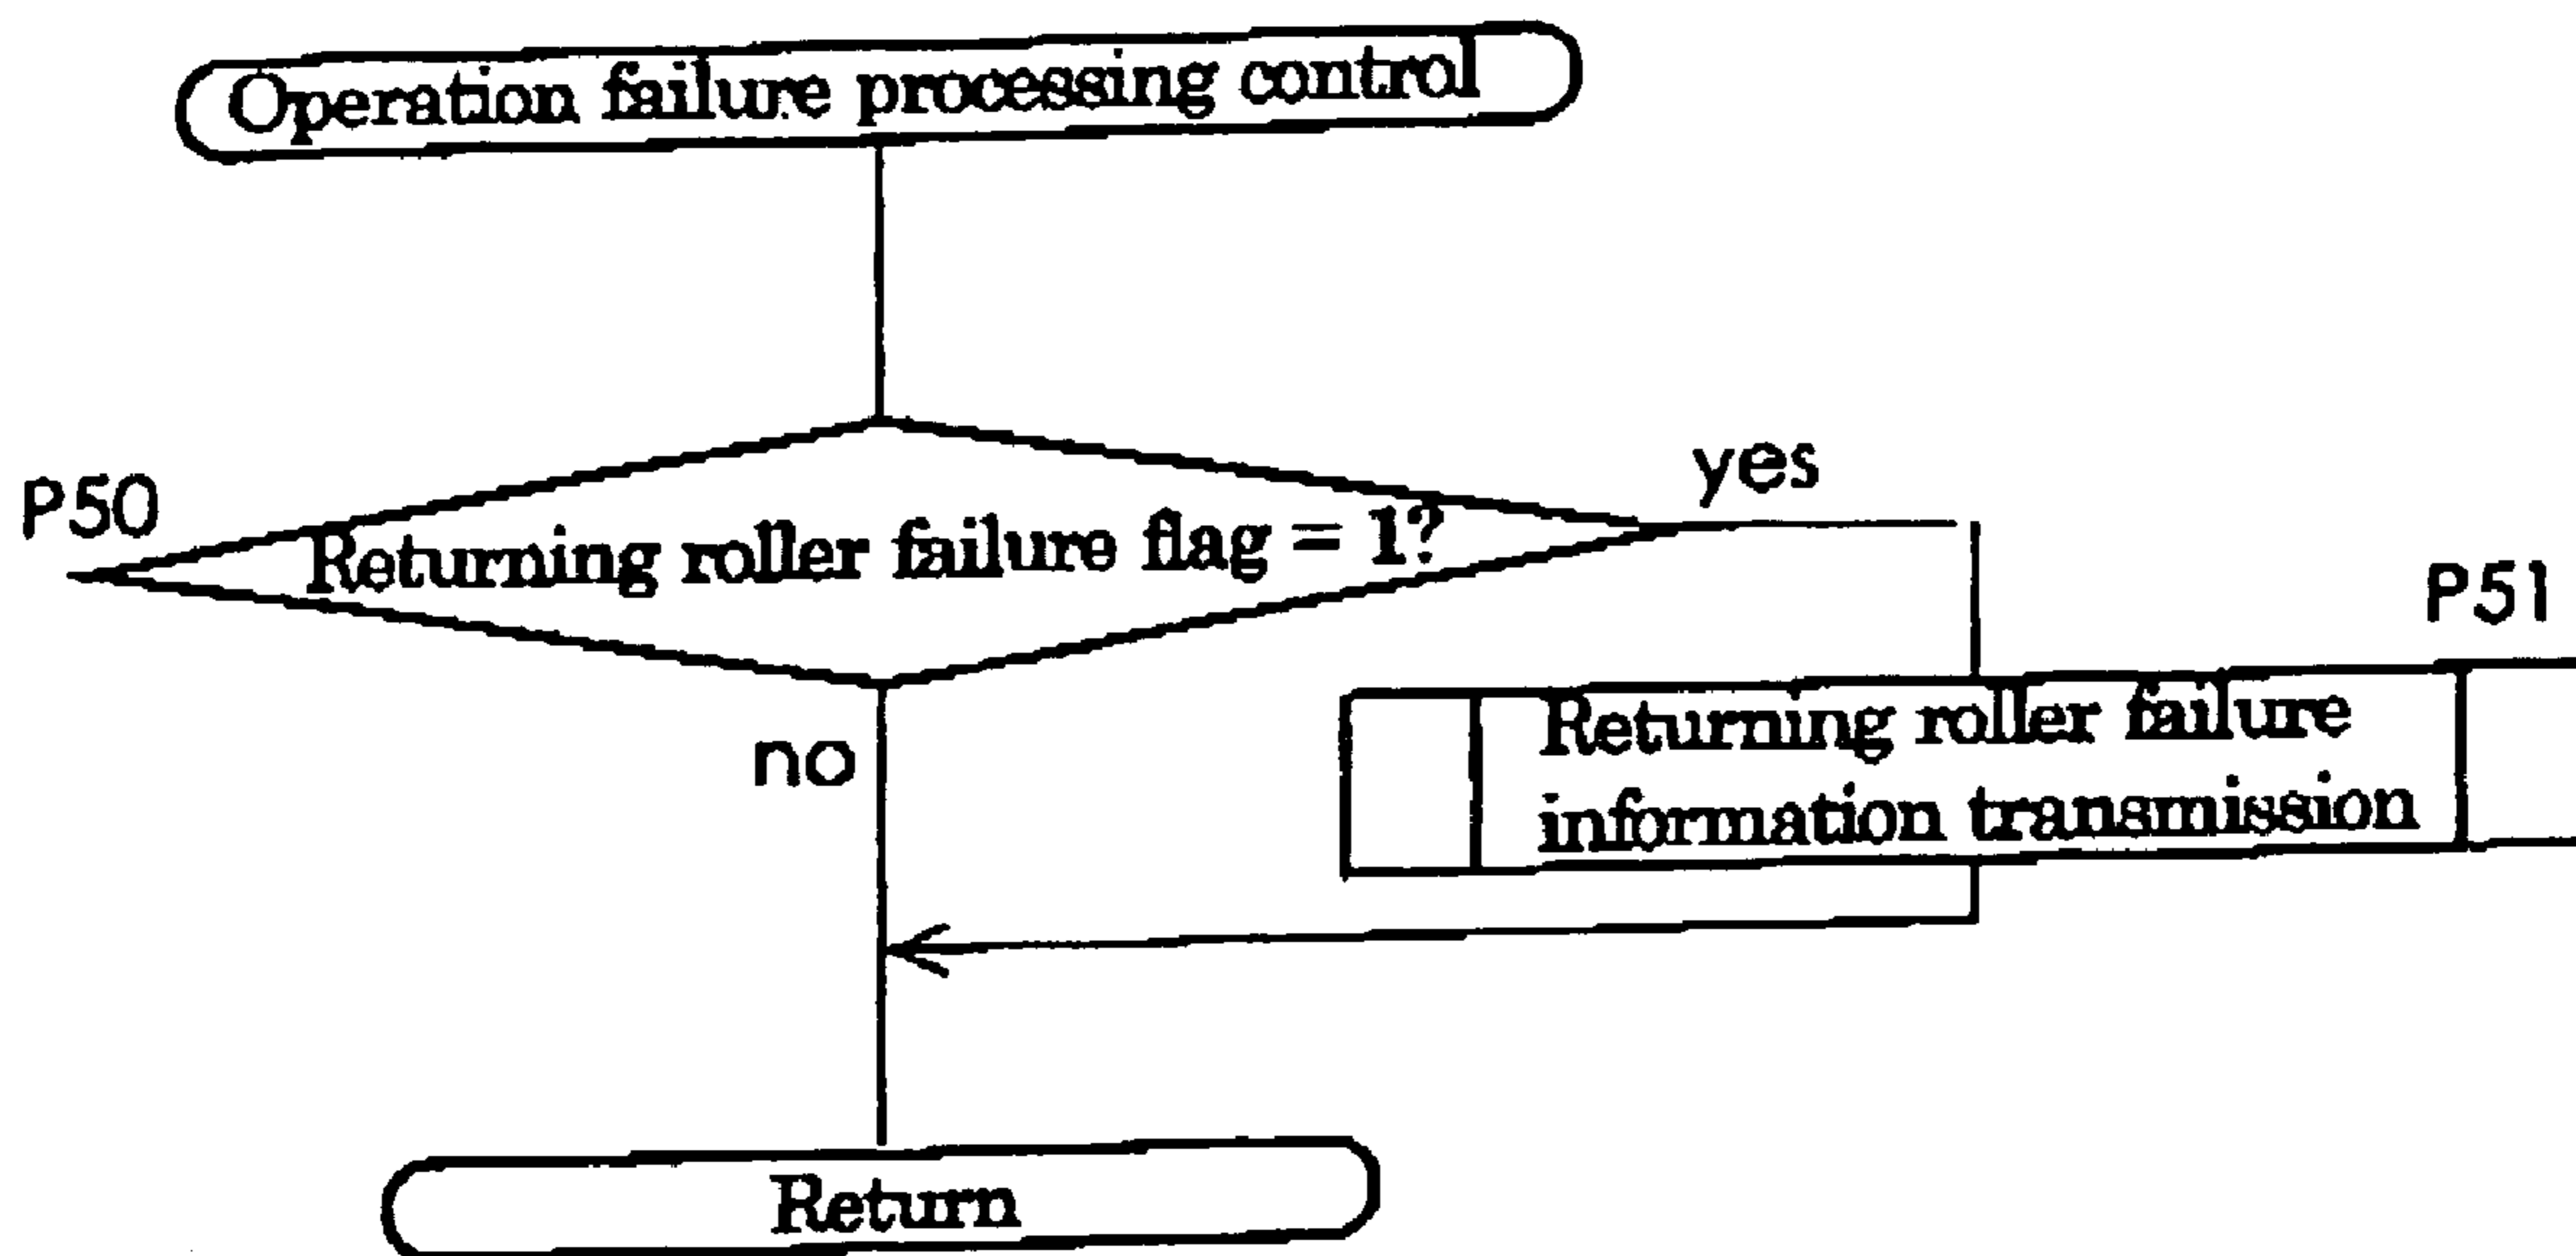 Operation failure processing control
P50
Returning roller failure flag = 1?
yes
no
P51
Returning roller failure
information transmission
Return